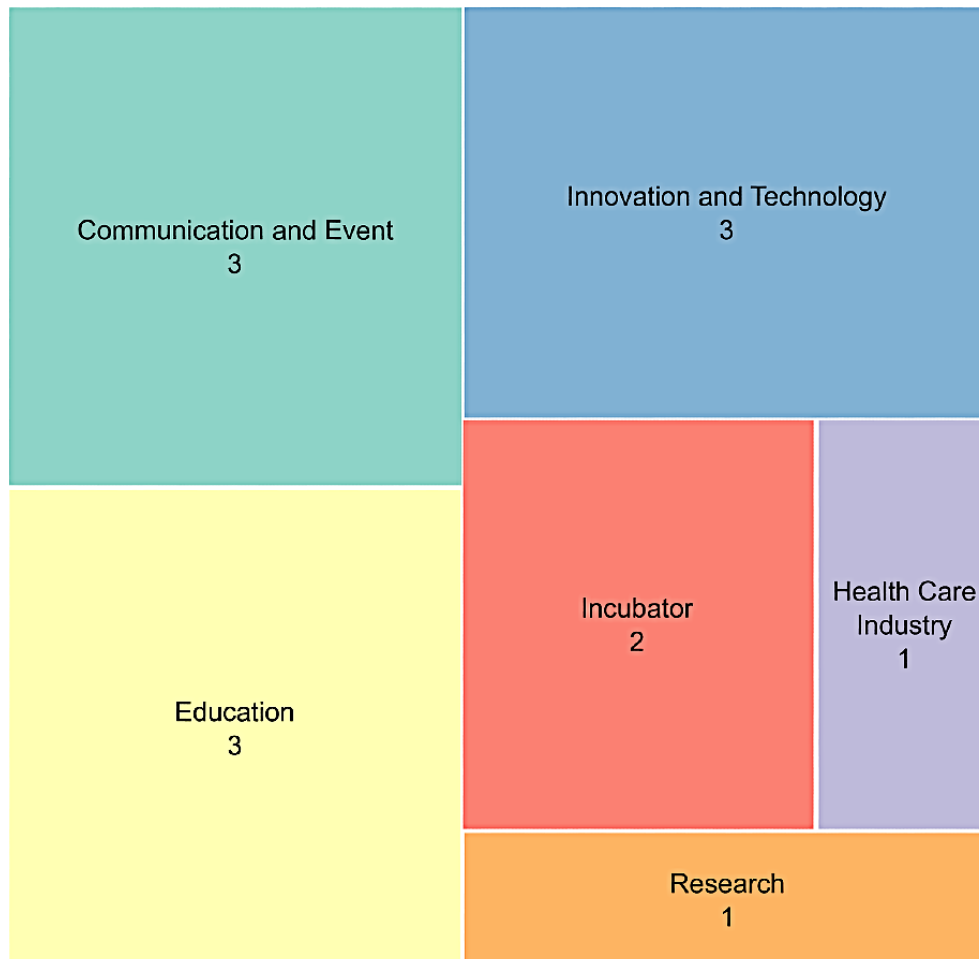 Communication and Event
3
Innovation and Technology
3
Education
3
Incubator
2
Health Care
Industry
1
Research
1